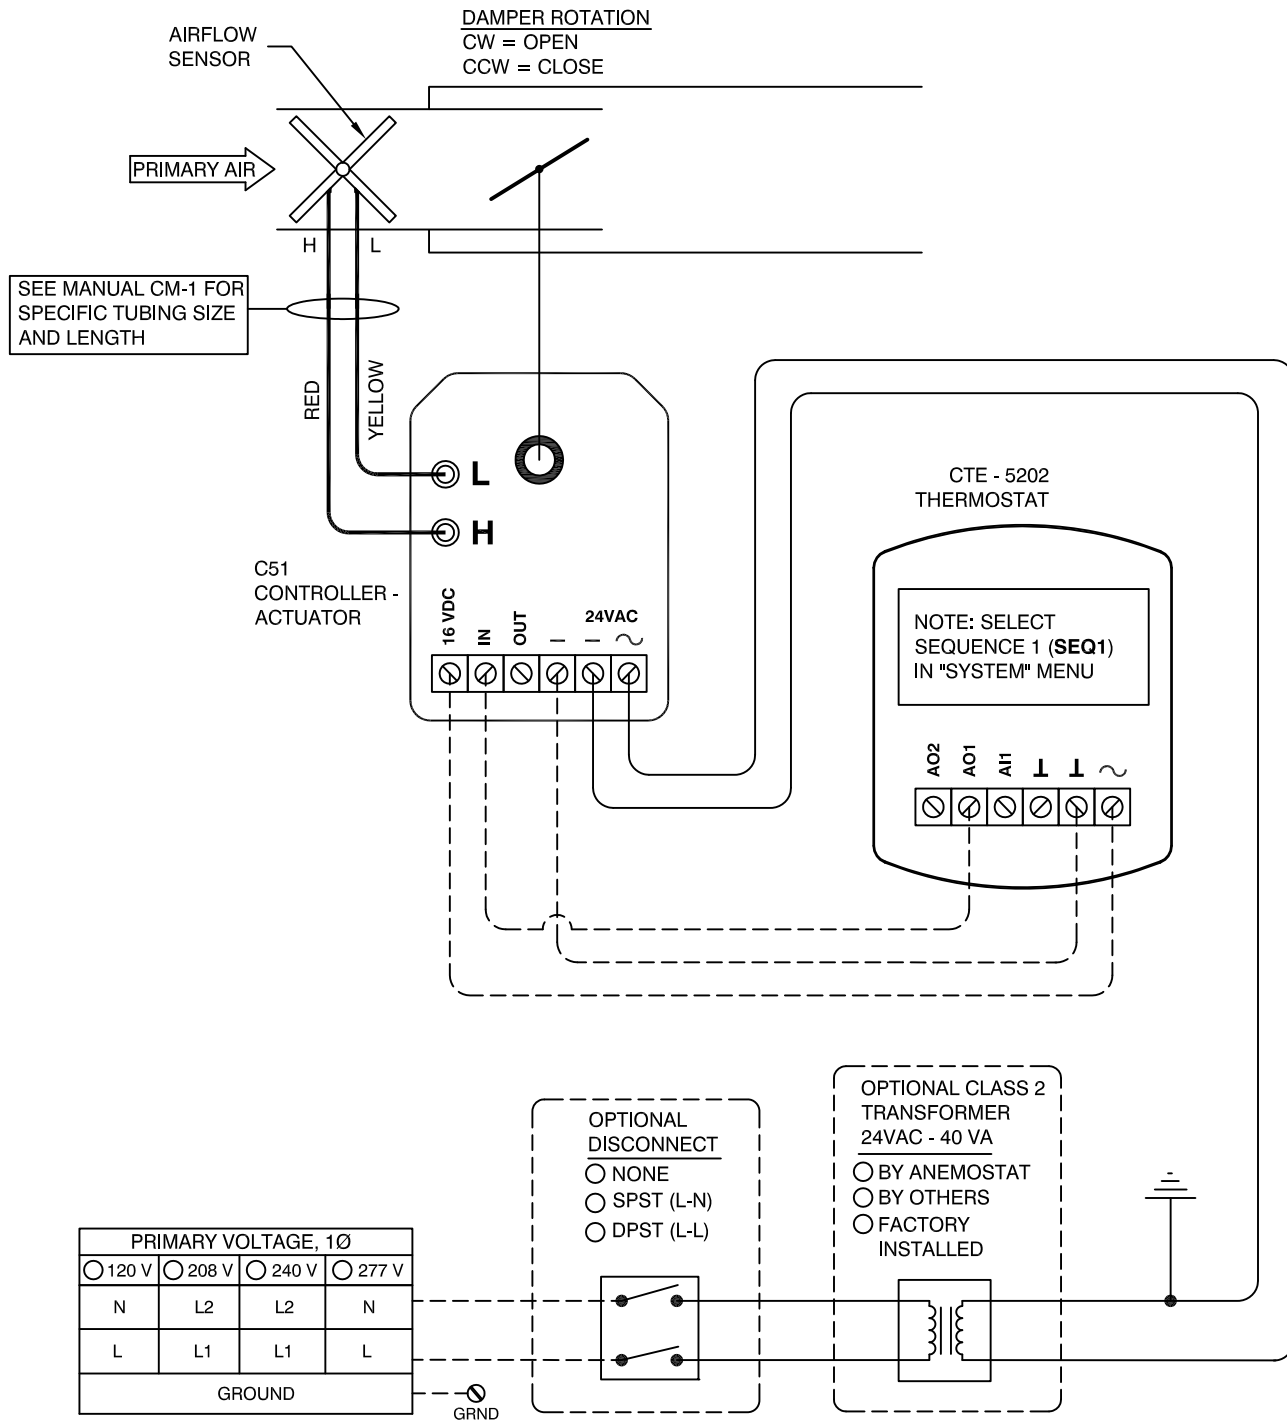 DAMPER ROTATION
CW = OPEN
CCW = CLOSE
AIRFLOW
SENSOR
PRIMARY AIR
H
L
SEE MANUAL CM-1 FOR
SPECIFIC TUBING SIZE
AND LENGTH
RED
YELLOW
L
H
C51
CONTROLLER -
ACTUATOR
16 VDC
IN
OUT
—
—
24VAC
~
CTE - 5202
THERMOSTAT
NOTE: SELECT
SEQUENCE 1 (SEQ1)
IN "SYSTEM" MENU
AO2
AO1
AI1
⊥
⊥
~
OPTIONAL
DISCONNECT
NONE
SPST (L-N)
DPST (L-L)
OPTIONAL CLASS 2
TRANSFORMER
24VAC - 40 VA
BY ANEMOSTAT
BY OTHERS
FACTORY
INSTALLED
PRIMARY VOLTAGE, 1Ø
120 V 208 V 240 V 277 V
N L2 L2 N
L L1 L1 L
GROUND
GRND